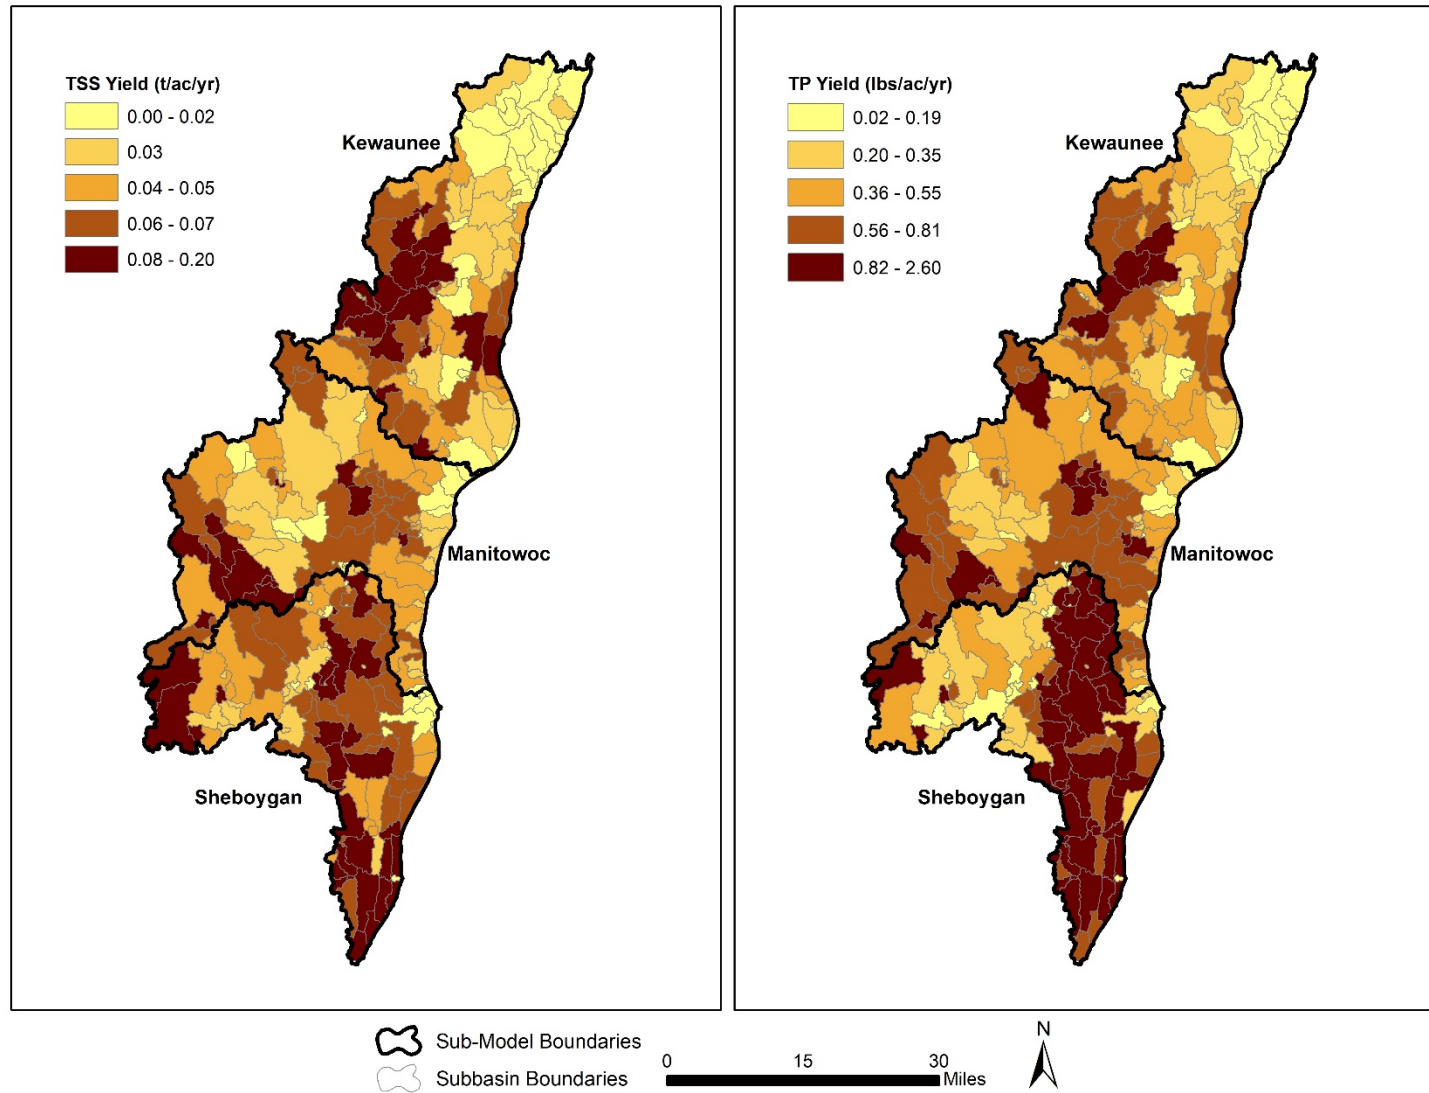 TSS Yield (t/ac/yr)
0.00 - 0.02
0.03
0.04 - 0.05
0.06 - 0.07
0.08 - 0.20
Kewaunee
Manitowoc
Sheboygan
TP Yield (lbs/ac/yr)
0.02 - 0.19
0.20 - 0.35
0.36 - 0.55
0.56 - 0.81
0.82 - 2.60
Kewaunee
Manitowoc
Sheboygan
Sub-Model Boundaries
Subbasin Boundaries
0 15 30
Miles
N